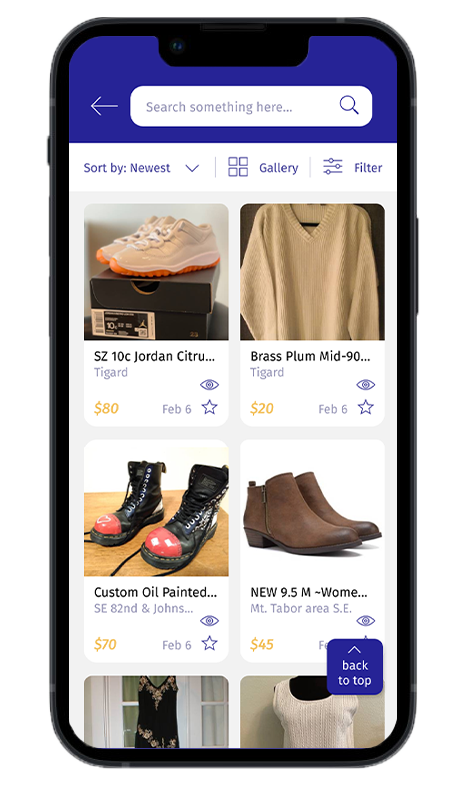 Search something here...
Sort by: Newest
Gallery
Filter
10c
SZ 10c Jordan Citru...
Tigard
$80
Feb 6
Brass Plum Mid-90...
Tigard
$20
Feb 6
Custom Oil Painted...
SE 82nd & Johns...
$70
Feb 6
NEW 9.5 M ~Wome...
Mt. Tabor area S.E.
$45
back
to top